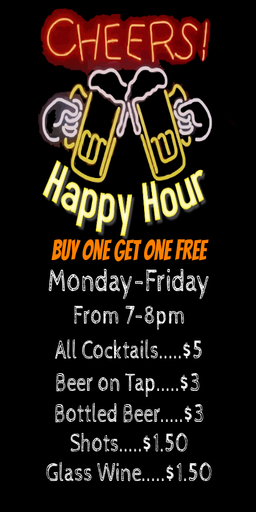 CHEERS!
Happy Hour
BUY ONE GET ONE FREE
Monday-Friday
From 7-8pm
All Cocktails.....$5
Beer on Tap.....$3
Bottled Beer.....$3
Shots.....$1.50
Glass Wine.....$1.50